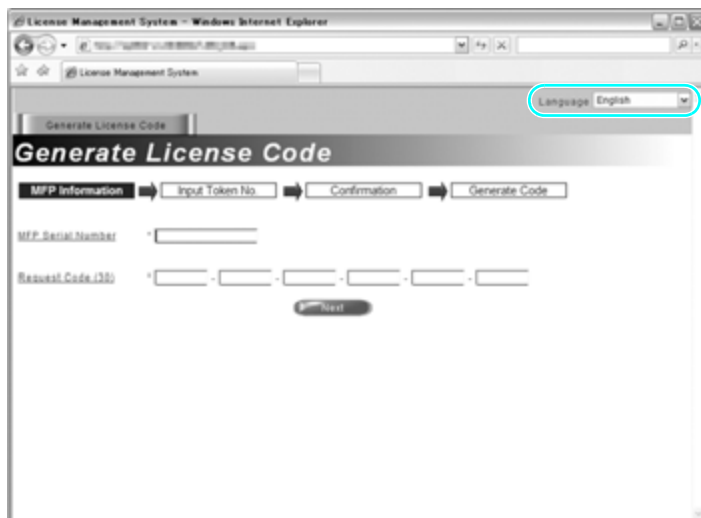 License Management System - Windows Internet Explorer
License Management System
Language English
Generate License Code
Generate License Code
MFP Information Input Token No. Confirmation Generate Code
MFP Serial Number *
Request Code (30) * - - - - -
Next